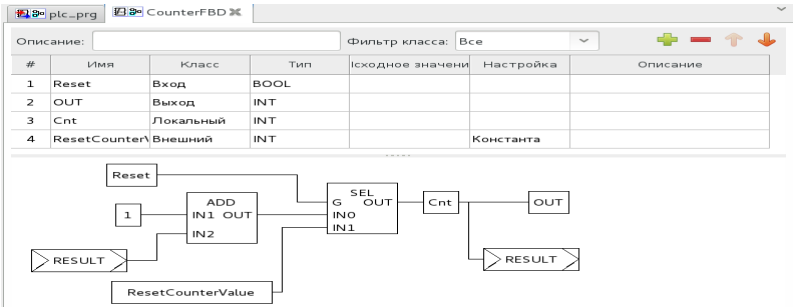 plc_prg CounterFBD
Описание: Фильтр класса: Все
# Имя Класс Тип Ісходное значени Настройка Описание
1 Reset Вход BOOL
2 OUT Выход INT
3 Cnt Локальный INT
4 ResetCounterV Внешний INT Константа
Reset
ADD
SEL
1 IN1 OUT
G OUT Cnt OUT
IN0
IN2
IN1
RESULT RESULT
ResetCounterValue